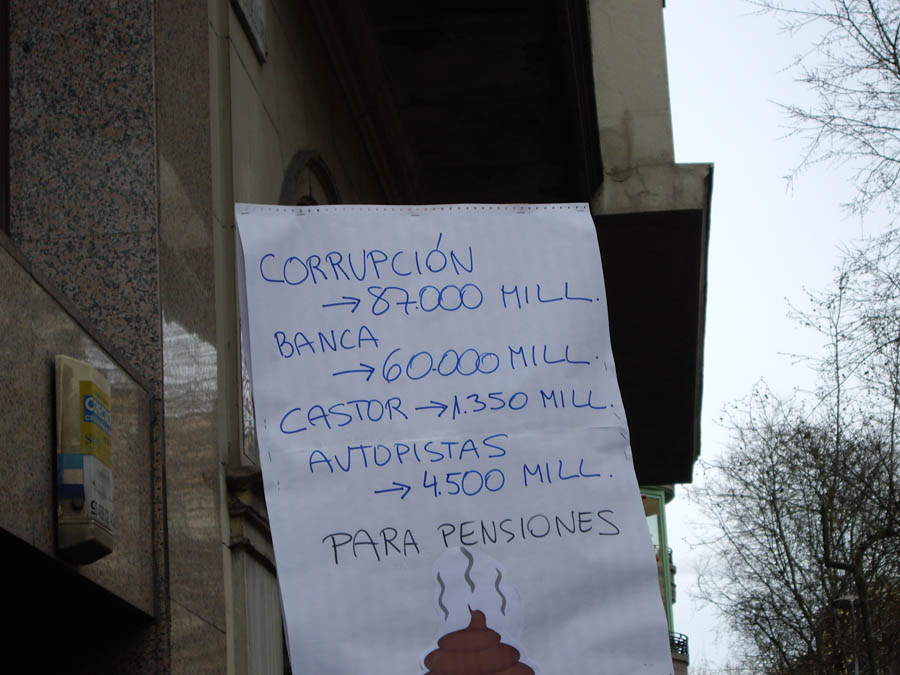 CORRUPCIÓN
→ 87.000 MILL.
BANCA
→ 60.000 MILL.
CASTOR → 1.350 MILL.
AUTOPISTAS
→ 4.500 MILL.
PARA PENSIONES